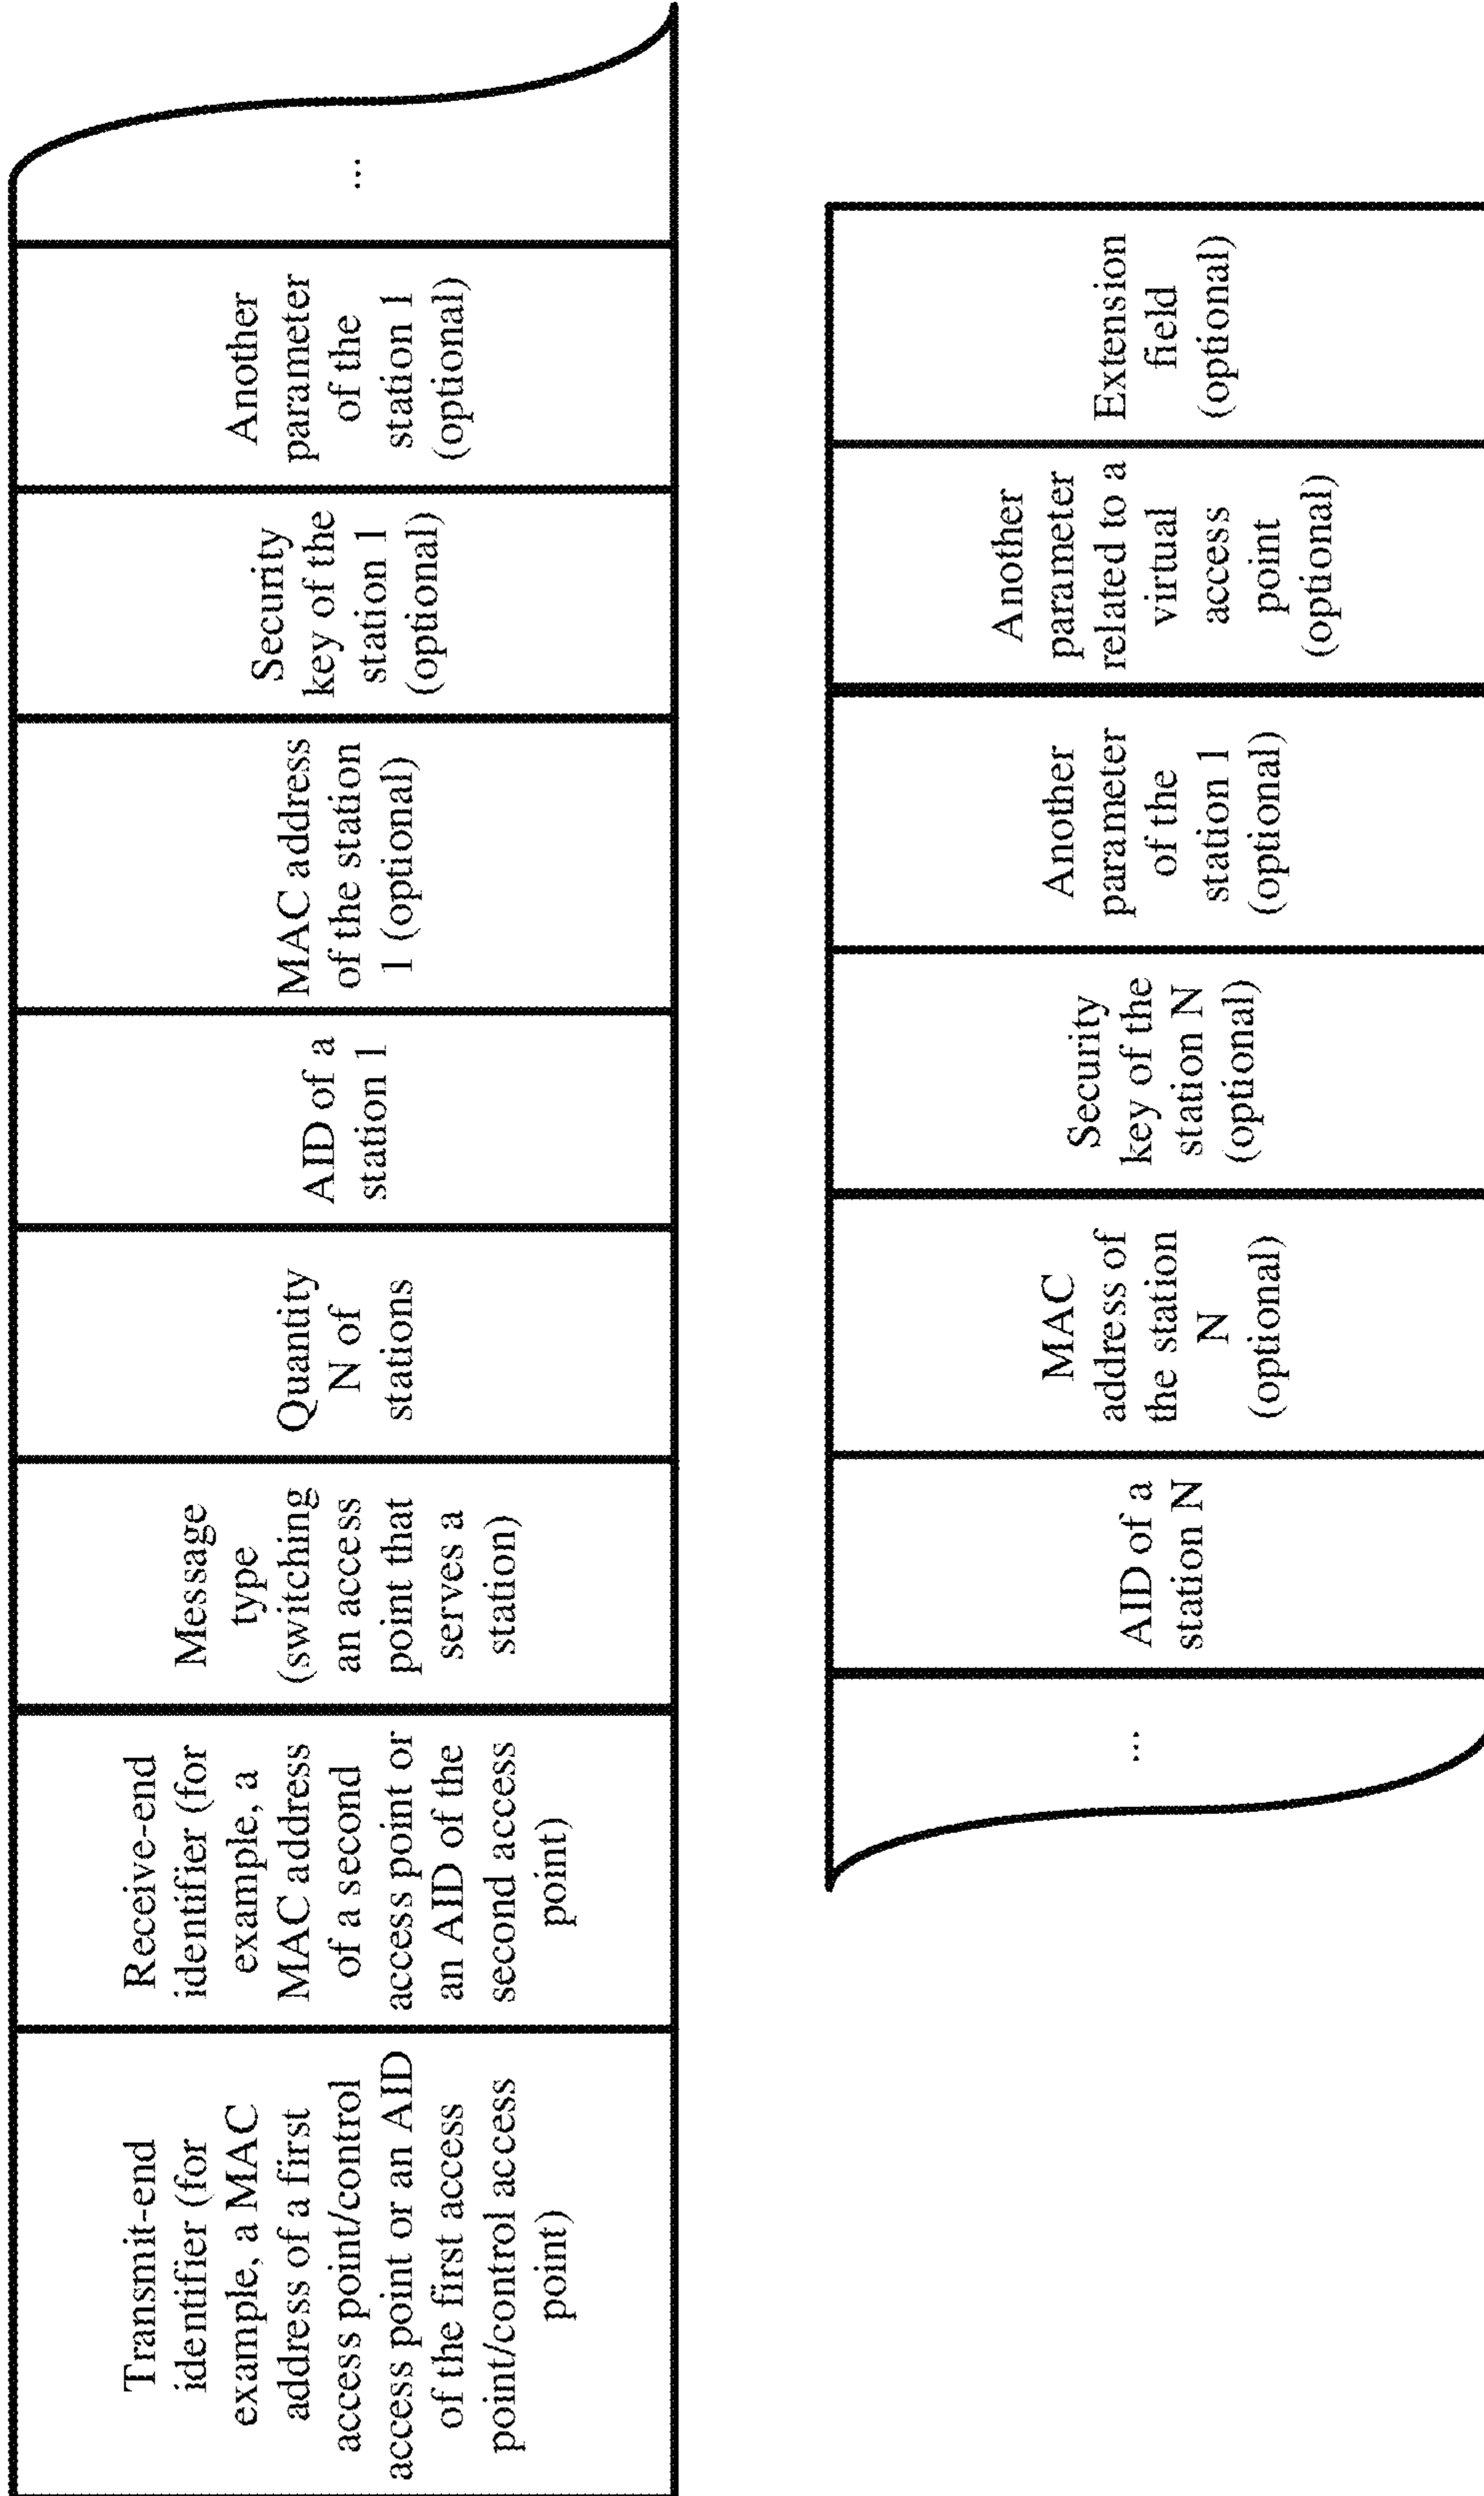 Transmit-end
identifier (for
example, a MAC
address of a first
access point/control
access point or an AID
of the first access
point/control access
point)
Receive-end
identifier (for
example, a
MAC address
of a second
access point or
an AID of the
second access
point)
Message
type
(switching
an access
point that
serves a
station)
Quantity
N of
stations
AID of a
station 1
MAC address
of the station
1 (optional)
Security
key of the
station 1
(optional)
Another
parameter
of the
station 1
(optional)
...
...
AID of a
station N
MAC
address of
the station
N
(optional)
Security
key of the
station N
(optional)
Another
parameter
of the
station 1
(optional)
Another
parameter
related to a
virtual
access
point
(optional)
Extension
field
(optional)